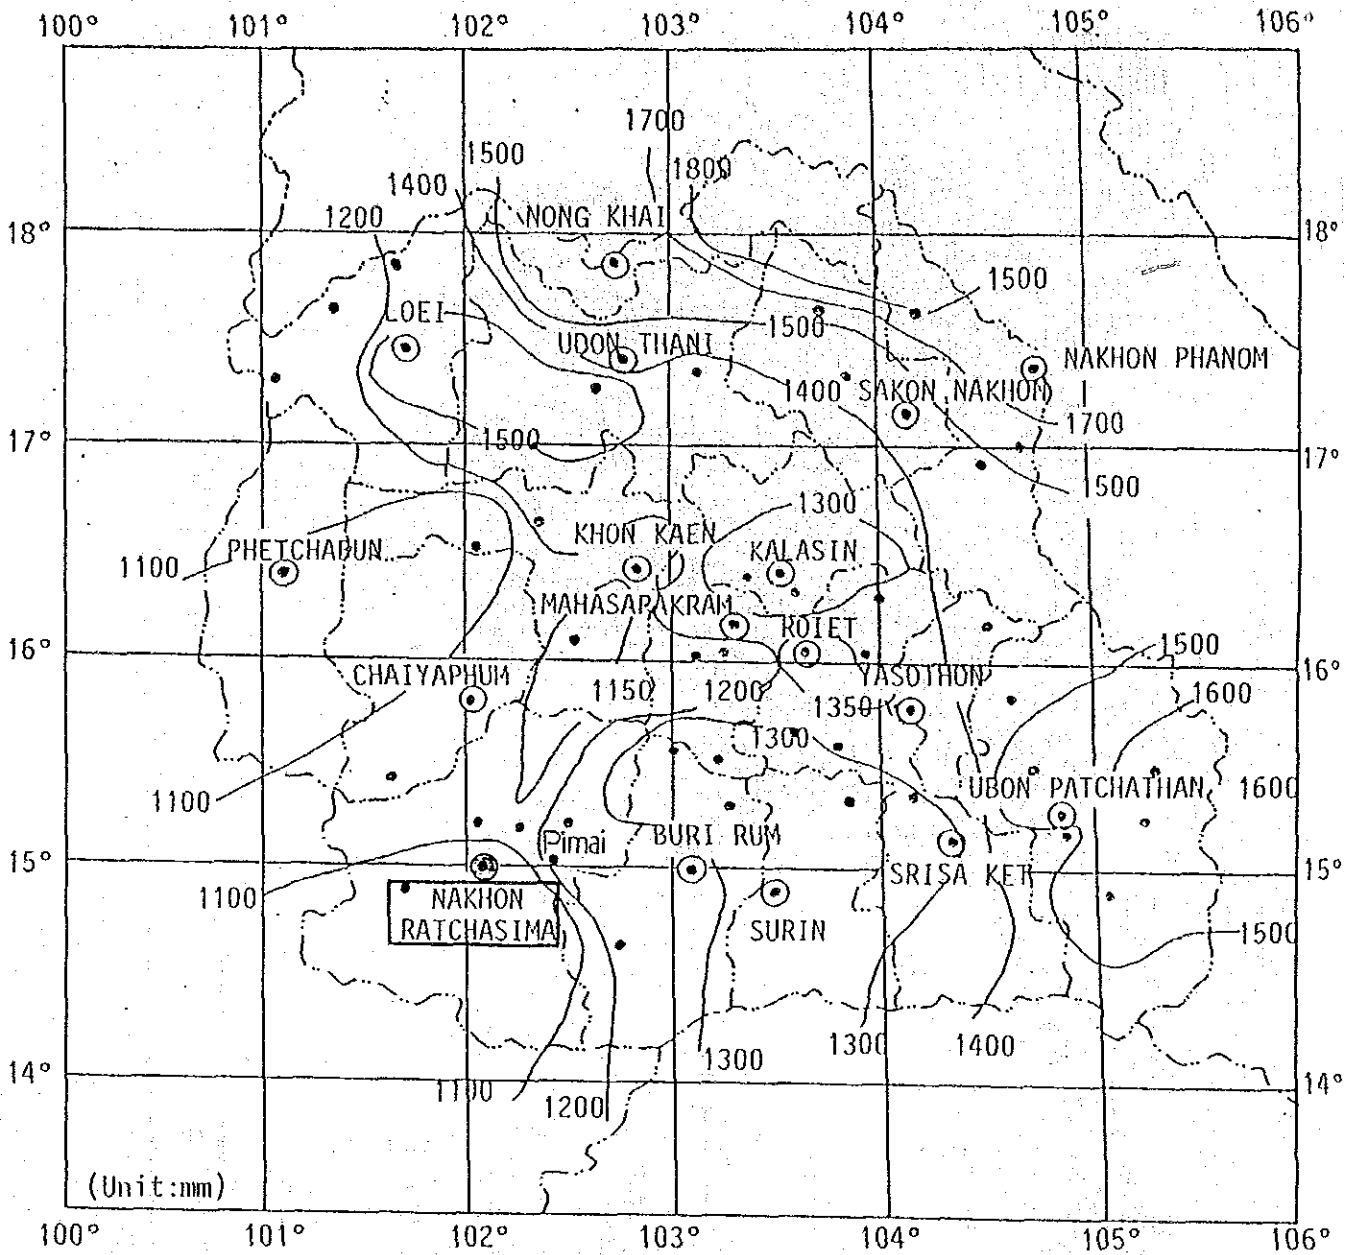 100° 101° 102° 103° 104° 105° 106°
1700
1500
1800
1400
1200
NONG KHAI
18° 18°
1500
LOEI
1500
UDON THANI
NAKHON PHANOM
1400 SAKON NAKHON
1700
1500
17° 17°
1500
1300
KHON KAEN
PHETCHABUN KALASIN
1100
MAHASARAKRAM
ROIET
1500
16° 16°
CHAIYAPHUM YASOTHON
1150 1200 1350 1600
1300
UBON PATCHATHAN 1600
1100
Pimai BURI RUM
15° 15°
1100 SRISA KET
NAKHON
RATCHASIMA SURIN
1500
1300 1300 1400
14° 14°
1100 1200
(Unit:mm)
100° 101° 102° 103° 104° 105° 106°